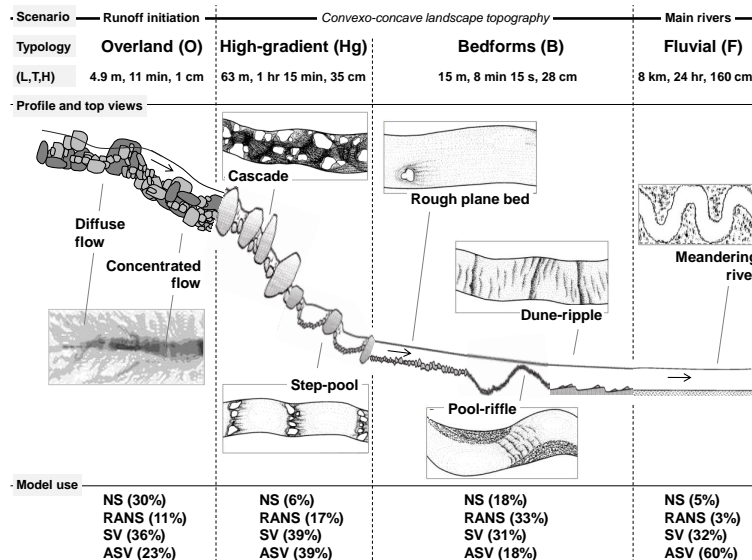 Scenario Runoff initiation Convexo-concave landscape topography Main rivers
Typology Overland (O) High-gradient (Hg) Bedforms (B) Fluvial (F)
(L,T,H) 4.9 m, 11 min, 1 cm 63 m, 1 hr 15 min, 35 cm 15 m, 8 min 15 s, 28 cm 8 km, 24 hr, 160 cm
Profile and top views
Cascade
Rough plane bed
Diffuse
flow
Concentrated
flow
Meandering
Dune-ripple
Step-pool
Pool-riffle
Model use
NS (30%) NS (6%) NS (18%) NS (5%)
RANS (11%) RANS (17%) RANS (33%) RANS (3%)
SV (36%) SV (39%) SV (31%) SV (32%)
ASV (23%) ASV (39%) ASV (18%) ASV (60%)